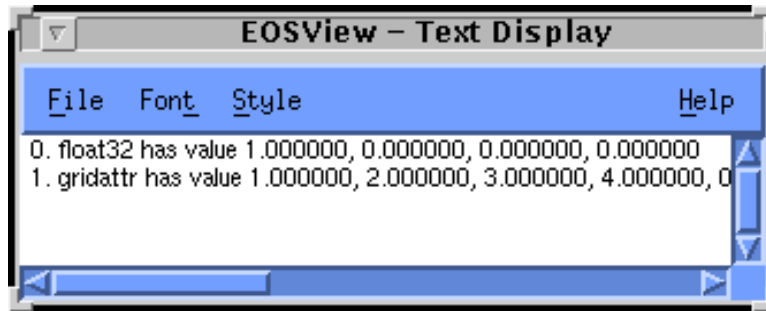 EOSView – Text Display
File Font Style Help
0. float32 has value 1.000000, 0.000000, 0.000000, 0.000000
1. gridattr has value 1.000000, 2.000000, 3.000000, 4.000000, 0